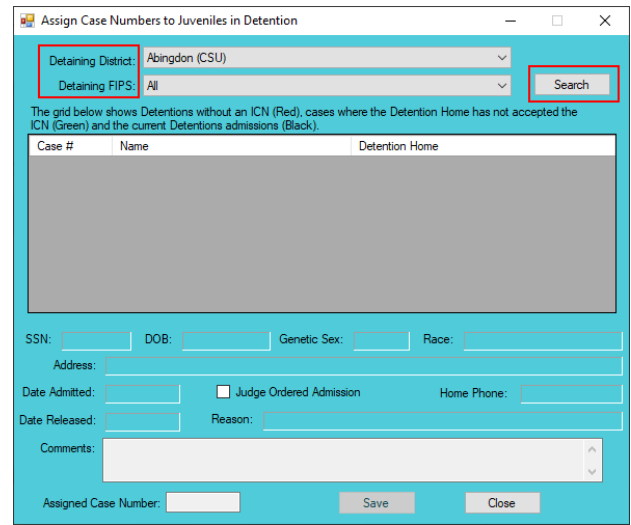 Assign Case Numbers to Juveniles in Detention
Detaining District: Abingdon (CSU)
Detaining FIPS: All Search
The grid below shows Detentions without an ICN (Red), cases where the Detention Home has not accepted the
ICN (Green) and the current Detentions admissions (Black).
Case # Name Detention Home
SSN: DOB: Genetic Sex: Race:
Address:
Date Admitted: Judge Ordered Admission Home Phone:
Date Released: Reason:
Comments:
Assigned Case Number: Save Close